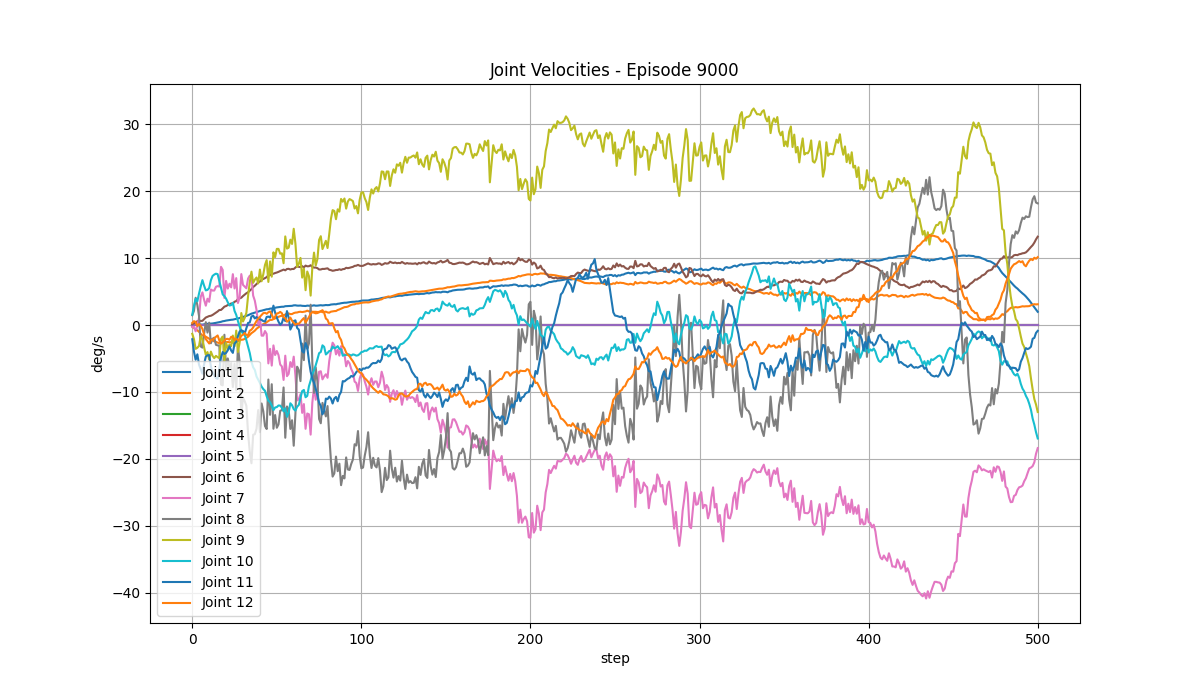 Joint Velocities - Episode 9000
deg/s
30
20
10
0
−10
−20
−30
−40
Joint 1
Joint 2
Joint 3
Joint 4
Joint 5
Joint 6
Joint 7
Joint 8
Joint 9
Joint 10
Joint 11
Joint 12
0 100 200 300 400 500
step